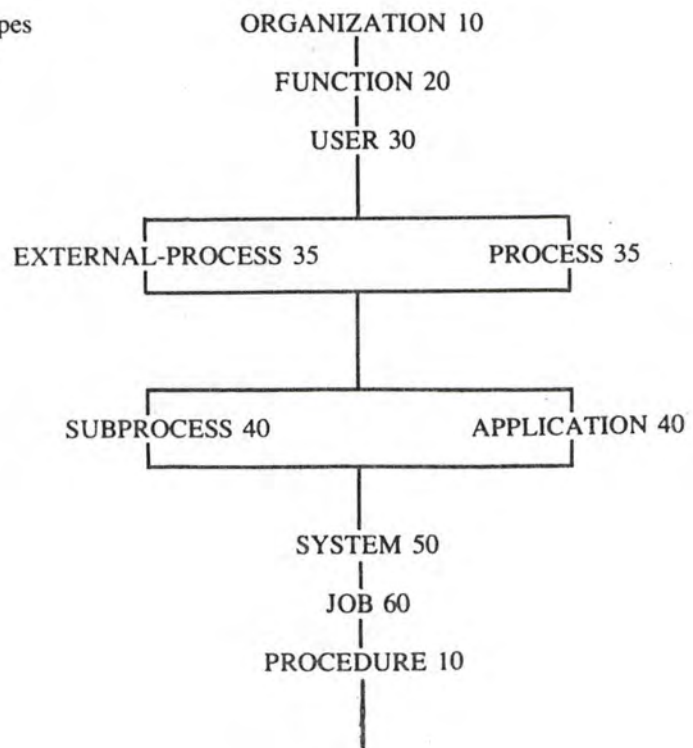 ORGANIZATION 10
FUNCTION 20
USER 30
EXTERNAL-PROCESS 35 PROCESS 35
SUBPROCESS 40 APPLICATION 40
SYSTEM 50
JOB 60
PROCEDURE 10